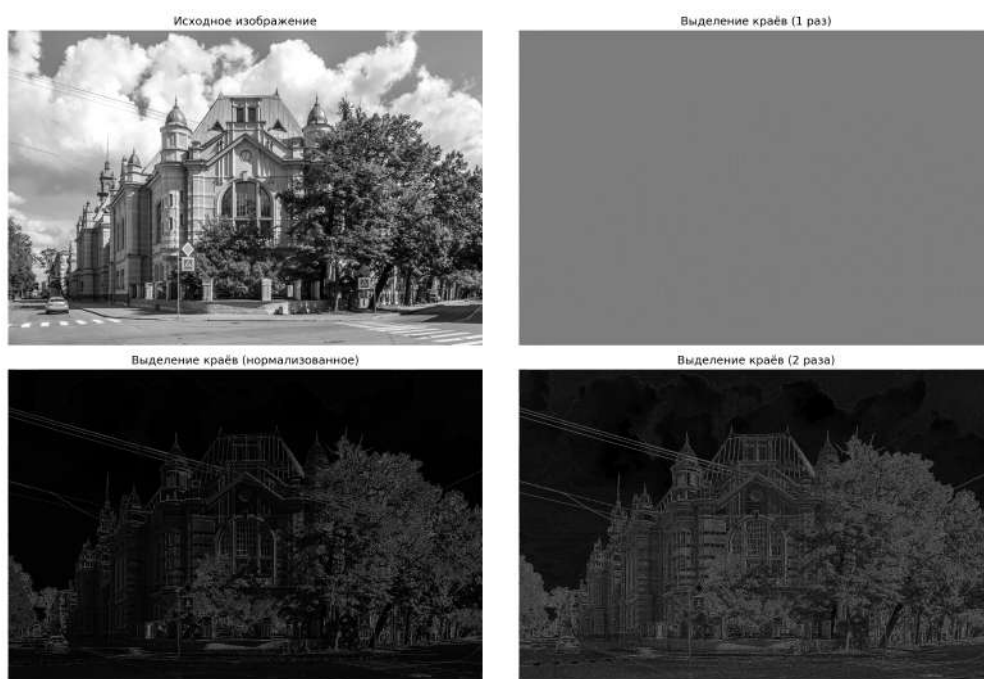 Исходное изображение
Выделение краёв (1 раз)
Выделение краёв (нормализованное)
Выделение краёв (2 раза)